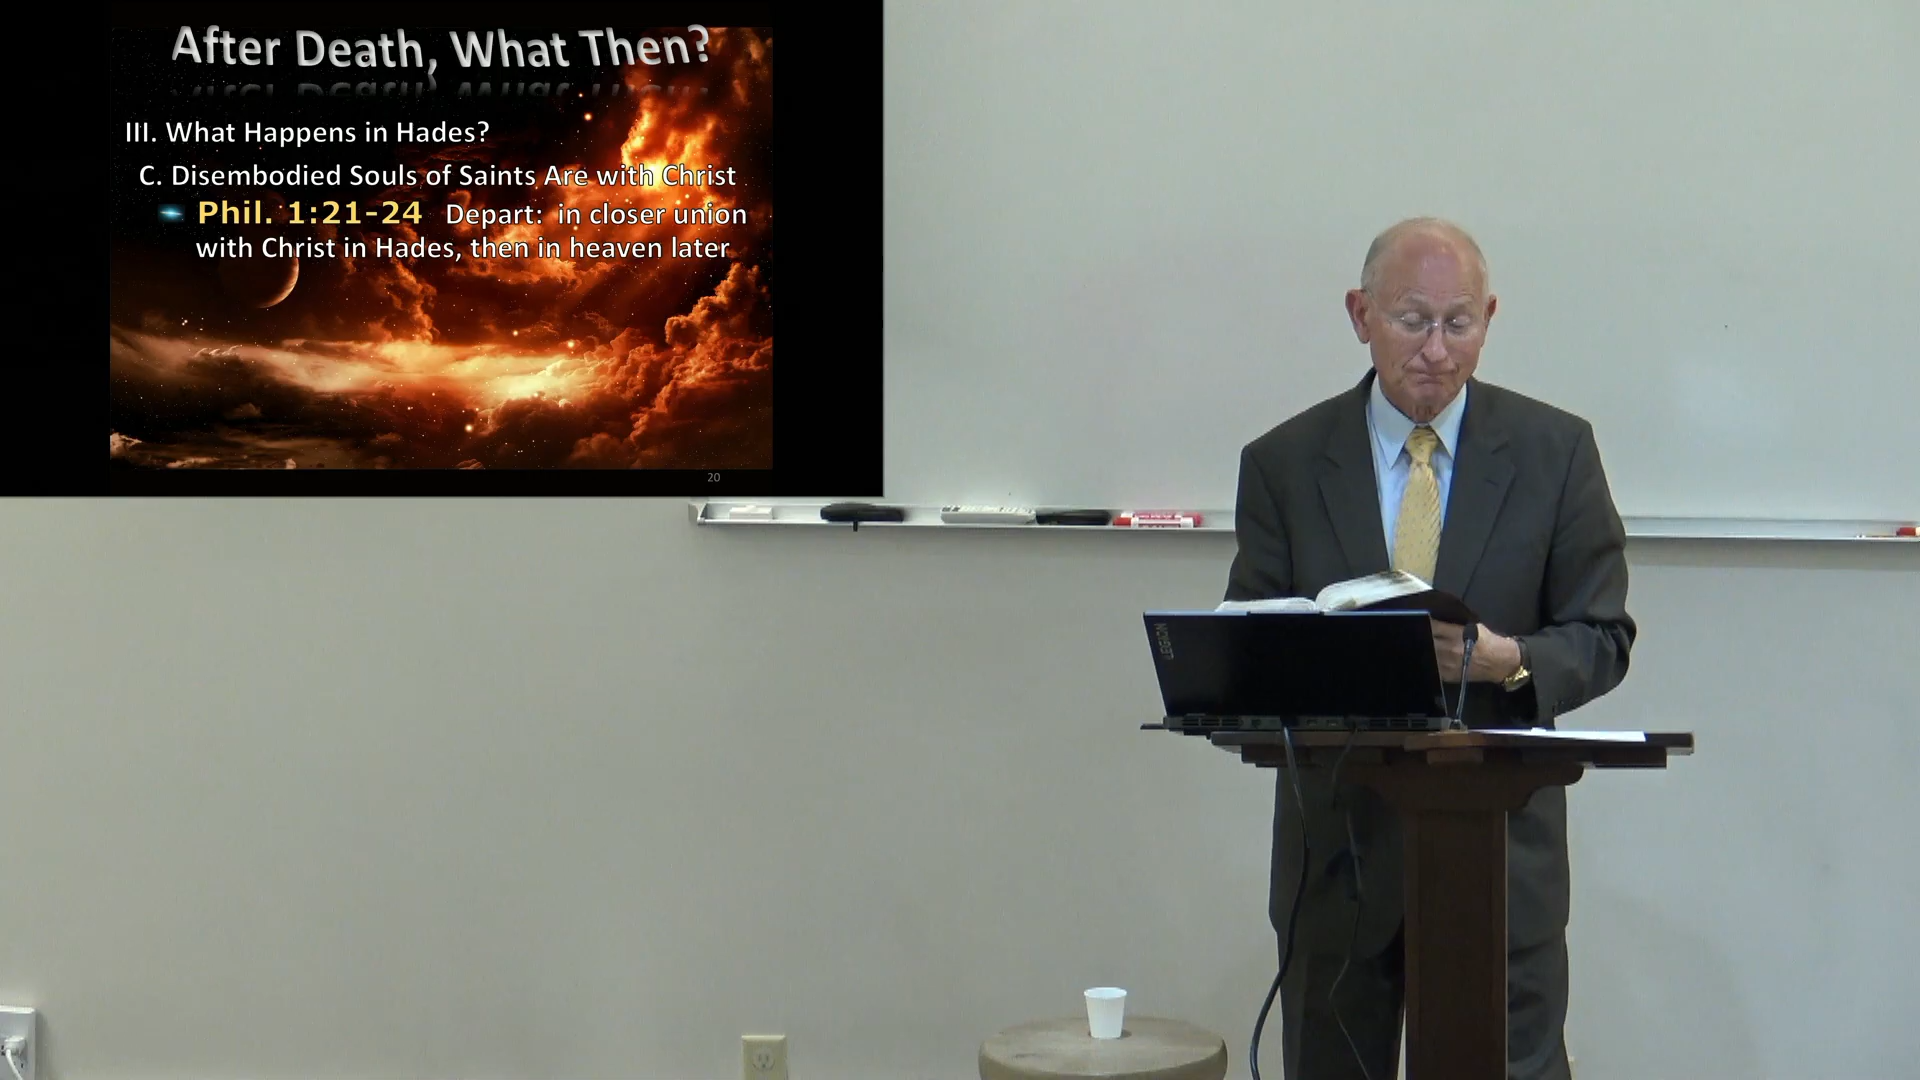 After Death, What Then?
III. What Happens in Hades?
C. Disembodied Souls of Saints Are with Christ
Phil. 1:21-24 Depart: in closer union
with Christ in Hades, then in heaven later
20
LEGION